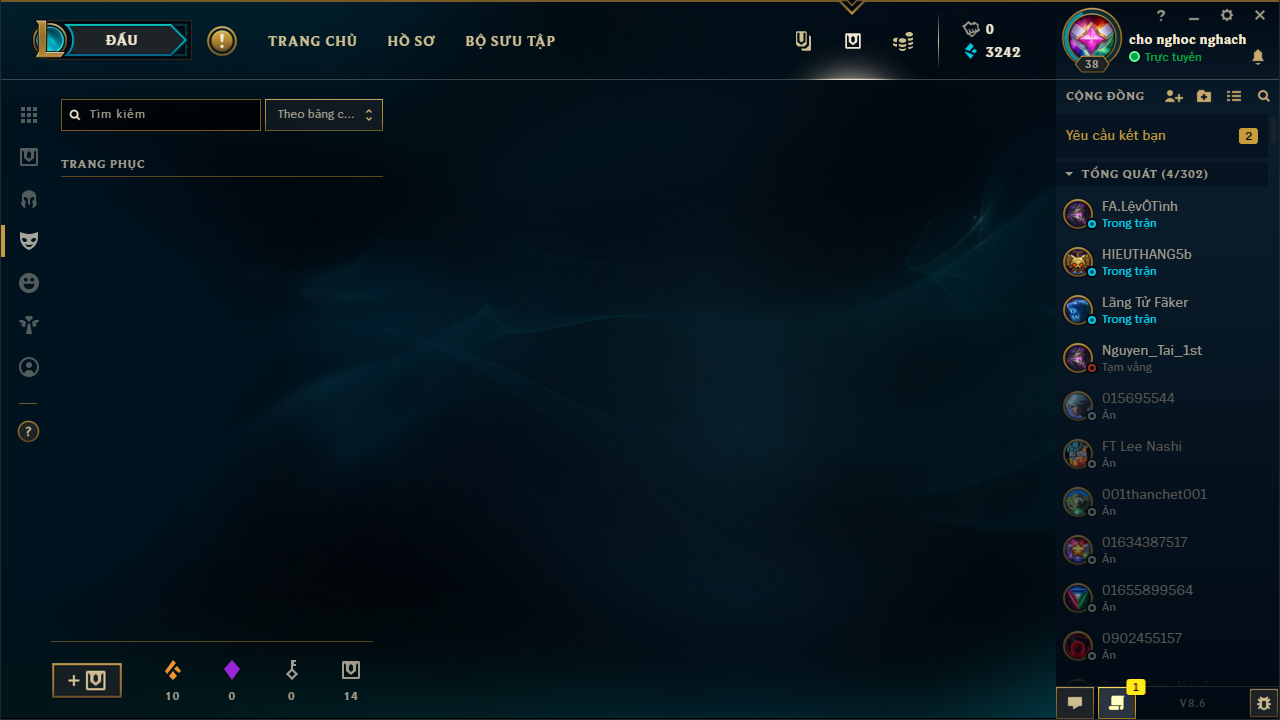 ĐẤU
!
TRANG CHỦ
HỒ SƠ
BỘ SƯU TẬP
0
3242
?
38
cho nghoc nghach
Trực tuyến
Tìm kiếm
Theo bảng c...
TRANG PHỤC
?
10
0
0
14
CỘNG ĐỒNG
Yêu cầu kết bạn
2
TỔNG QUÁT (4/302)
FA.LệvÔTình
Trong trận
HIEUTHANG5b
Trong trận
Lãng Tử Fãker
Trong trận
Nguyen_Tai_1st
Tạm vắng
015695544
Ẩn
FT Lee Nashi
Ẩn
001thanchet001
Ẩn
01634387517
Ẩn
01655899564
Ẩn
0902455157
Ẩn
1
V8.6